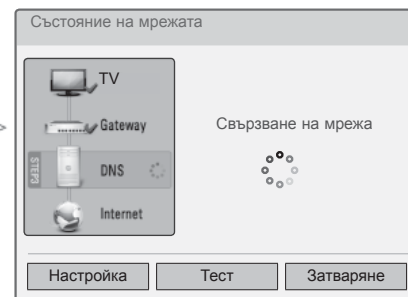 Състояние на мрежата
TV
Gateway
Свързване на мрежа
STEP3
DNS
Internet
Настройка
Тест
Затваряне